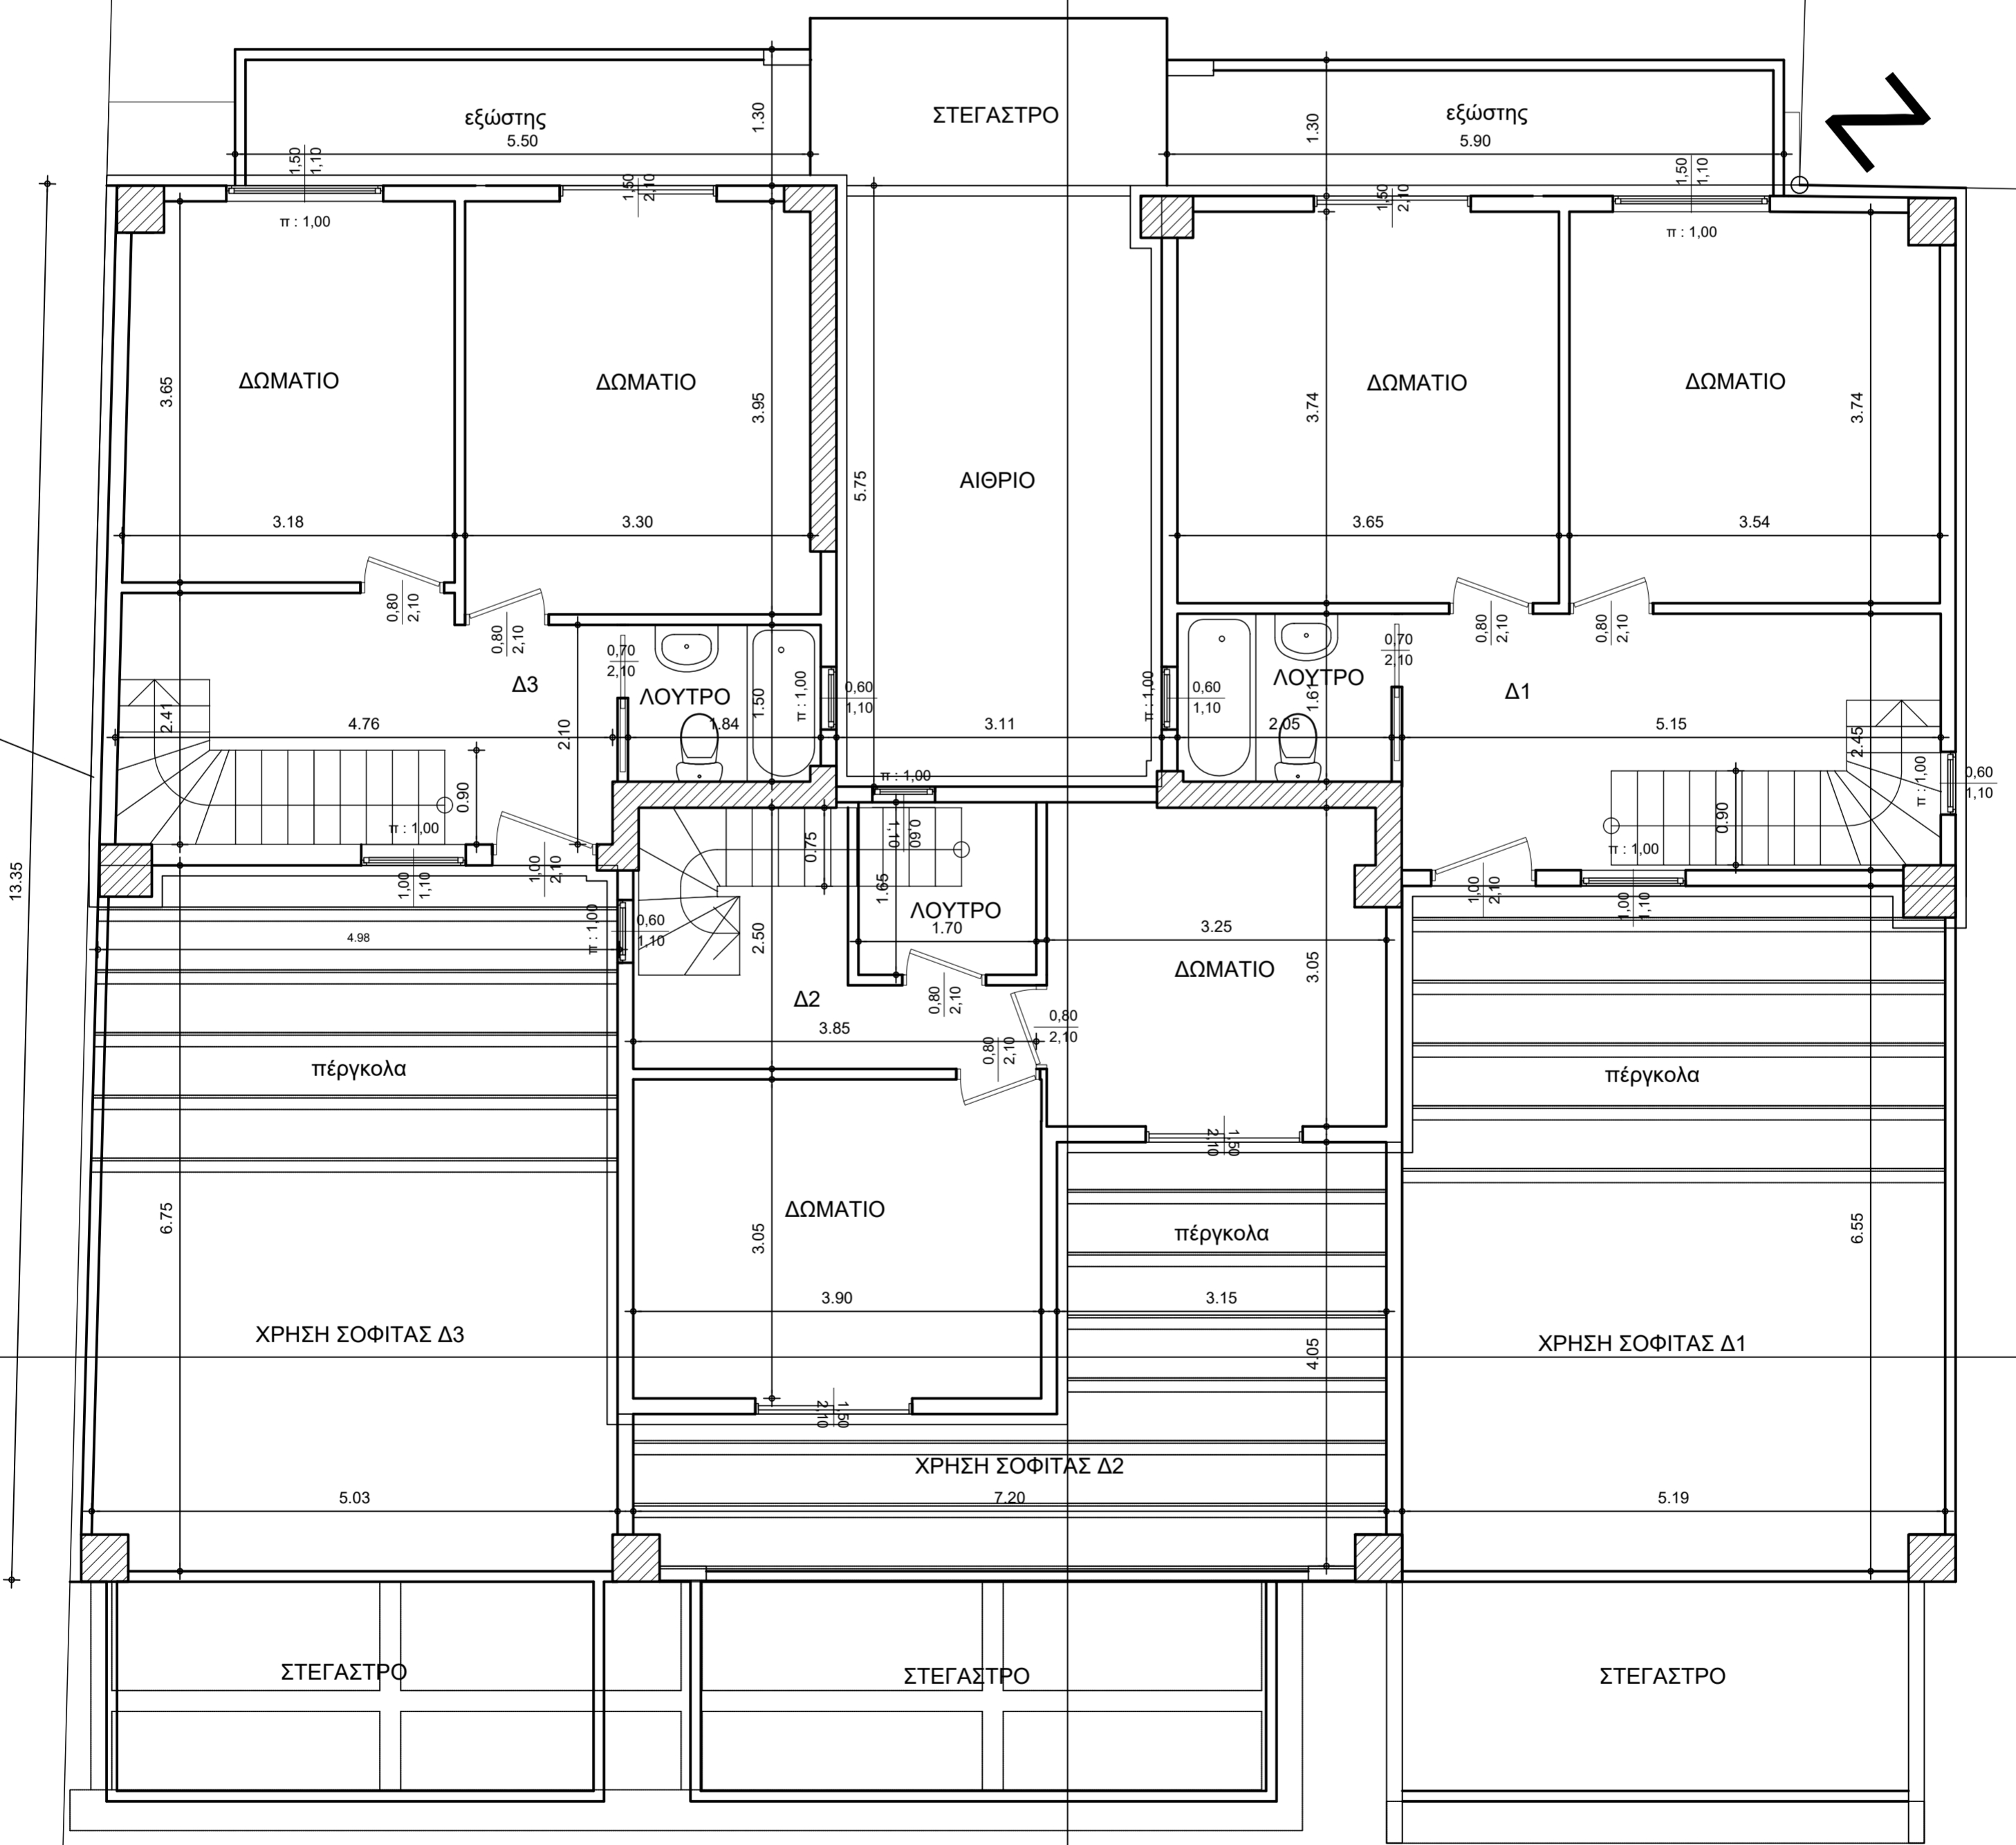 ΣΤΕΓΑΣΤΡΟ
εξώστης
5.50
1.30
εξώστης
5.90
1.30
N
1,50
1,10
π : 1,00
1,50
2,10
1,50
2,10
1,50
1,10
π : 1,00
ΔΩΜΑΤΙΟ
3.65
3.18
ΔΩΜΑΤΙΟ
3.95
3.30
ΑΙΘΡΙΟ
5.75
3.11
ΔΩΜΑΤΙΟ
3.74
3.65
ΔΩΜΑΤΙΟ
3.74
3.54
0,80
2,10
0,80
2,10
0,80
2,10
0,80
2,10
Δ3
0,70
2,10
ΛΟΥΤΡΟ
1.84
1.50
π : 1,00
0,60
1,10
π : 1,00
0,60
1,10
ΛΟΥΤΡΟ
1.61
2.05
0,70
2,10
Δ1
5.15
2.45
π : 1,00
0,60
1,10
2.41
4.76
2.10
0.90
π : 1,00
1,00
1,10
1,00
2,10
π : 1,00
0,60
1,10
0.75
1.65
0.90
π : 1,00
1,00
2,10
1,00
1,10
13.35
4.98
π : 1,00
0,60
1,10
2.50
ΛΟΥΤΡΟ
1.70
3.25
ΔΩΜΑΤΙΟ
3.05
Δ2
3.85
0,80
2,10
0,80
2,10
0,80
2,10
πέργκολα
πέργκολα
1,50
2,10
6.75
ΔΩΜΑΤΙΟ
3.05
3.90
πέργκολα
3.15
4.05
6.55
ΧΡΗΣΗ ΣΟΦΙΤΑΣ Δ3
ΧΡΗΣΗ ΣΟΦΙΤΑΣ Δ1
1,50
2,10
ΧΡΗΣΗ ΣΟΦΙΤΑΣ Δ2
5.03
7.20
5.19
ΣΤΕΓΑΣΤΡΟ
ΣΤΕΓΑΣΤΡΟ
ΣΤΕΓΑΣΤΡΟ